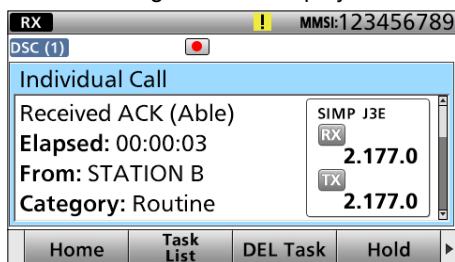 RX ! MMSI:123456789
DSC (1)
Individual Call
Received ACK (Able)
Elapsed: 00:00:03
From: STATION B
Category: Routine
SIMP J3E
RX
2.177.0
TX
2.177.0
Home Task List DEL Task Hold